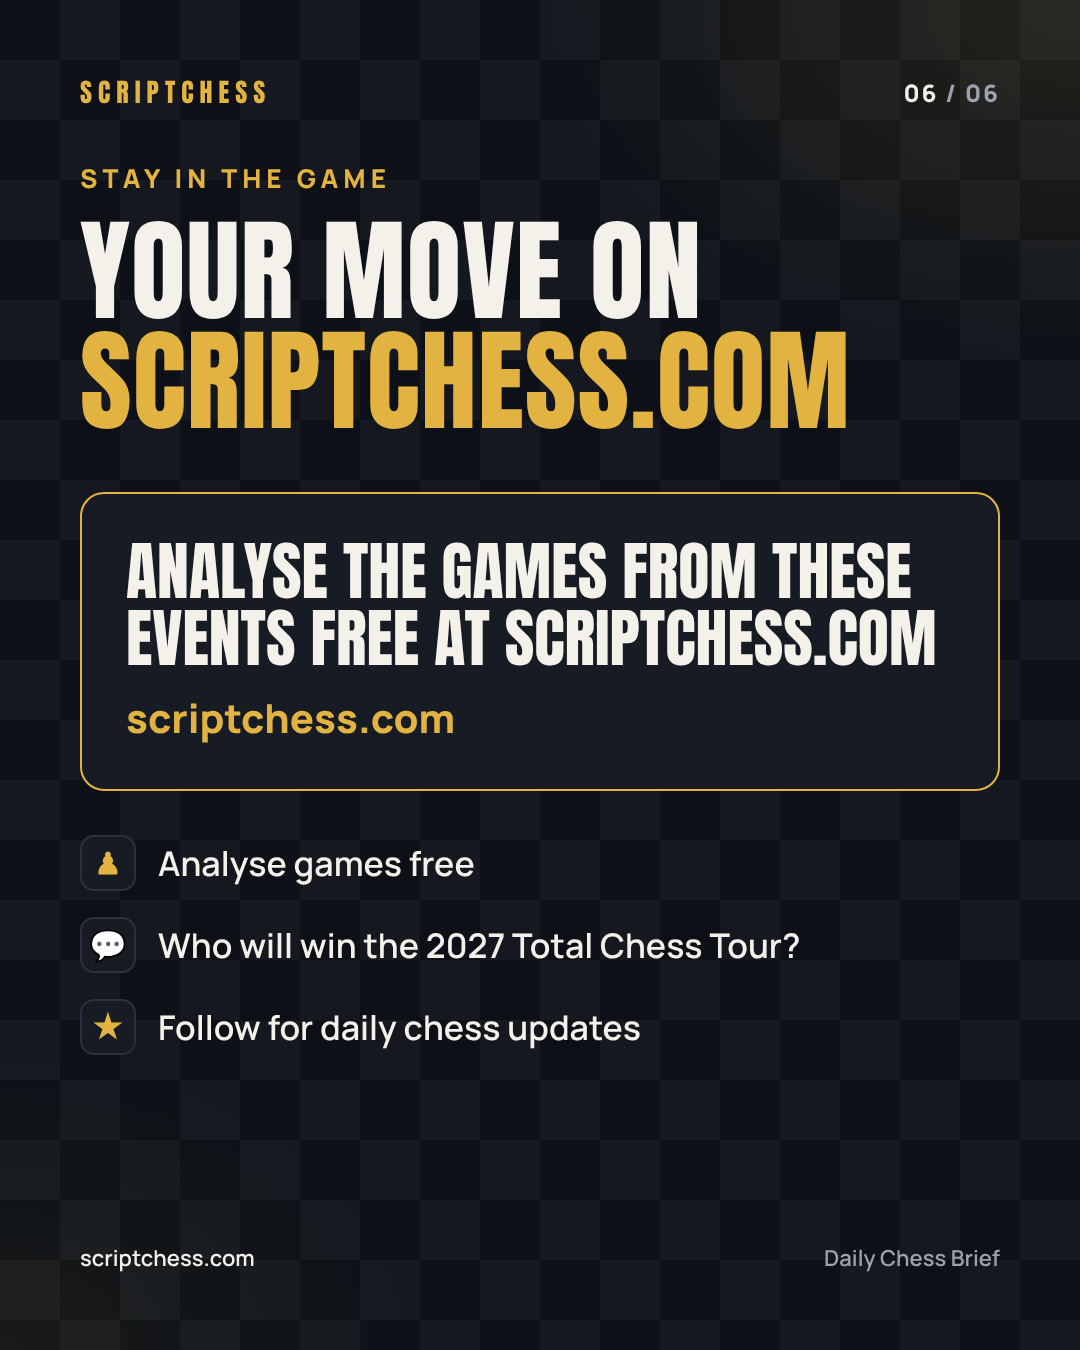 SCRIPTCHESS
06 / 06
STAY IN THE GAME
YOUR MOVE ON
SCRIPTCHESS.COM
ANALYSE THE GAMES FROM THESE
EVENTS FREE AT SCRIPTCHESS.COM
scriptchess.com
Analyse games free
Who will win the 2027 Total Chess Tour?
Follow for daily chess updates
scriptchess.com
Daily Chess Brief